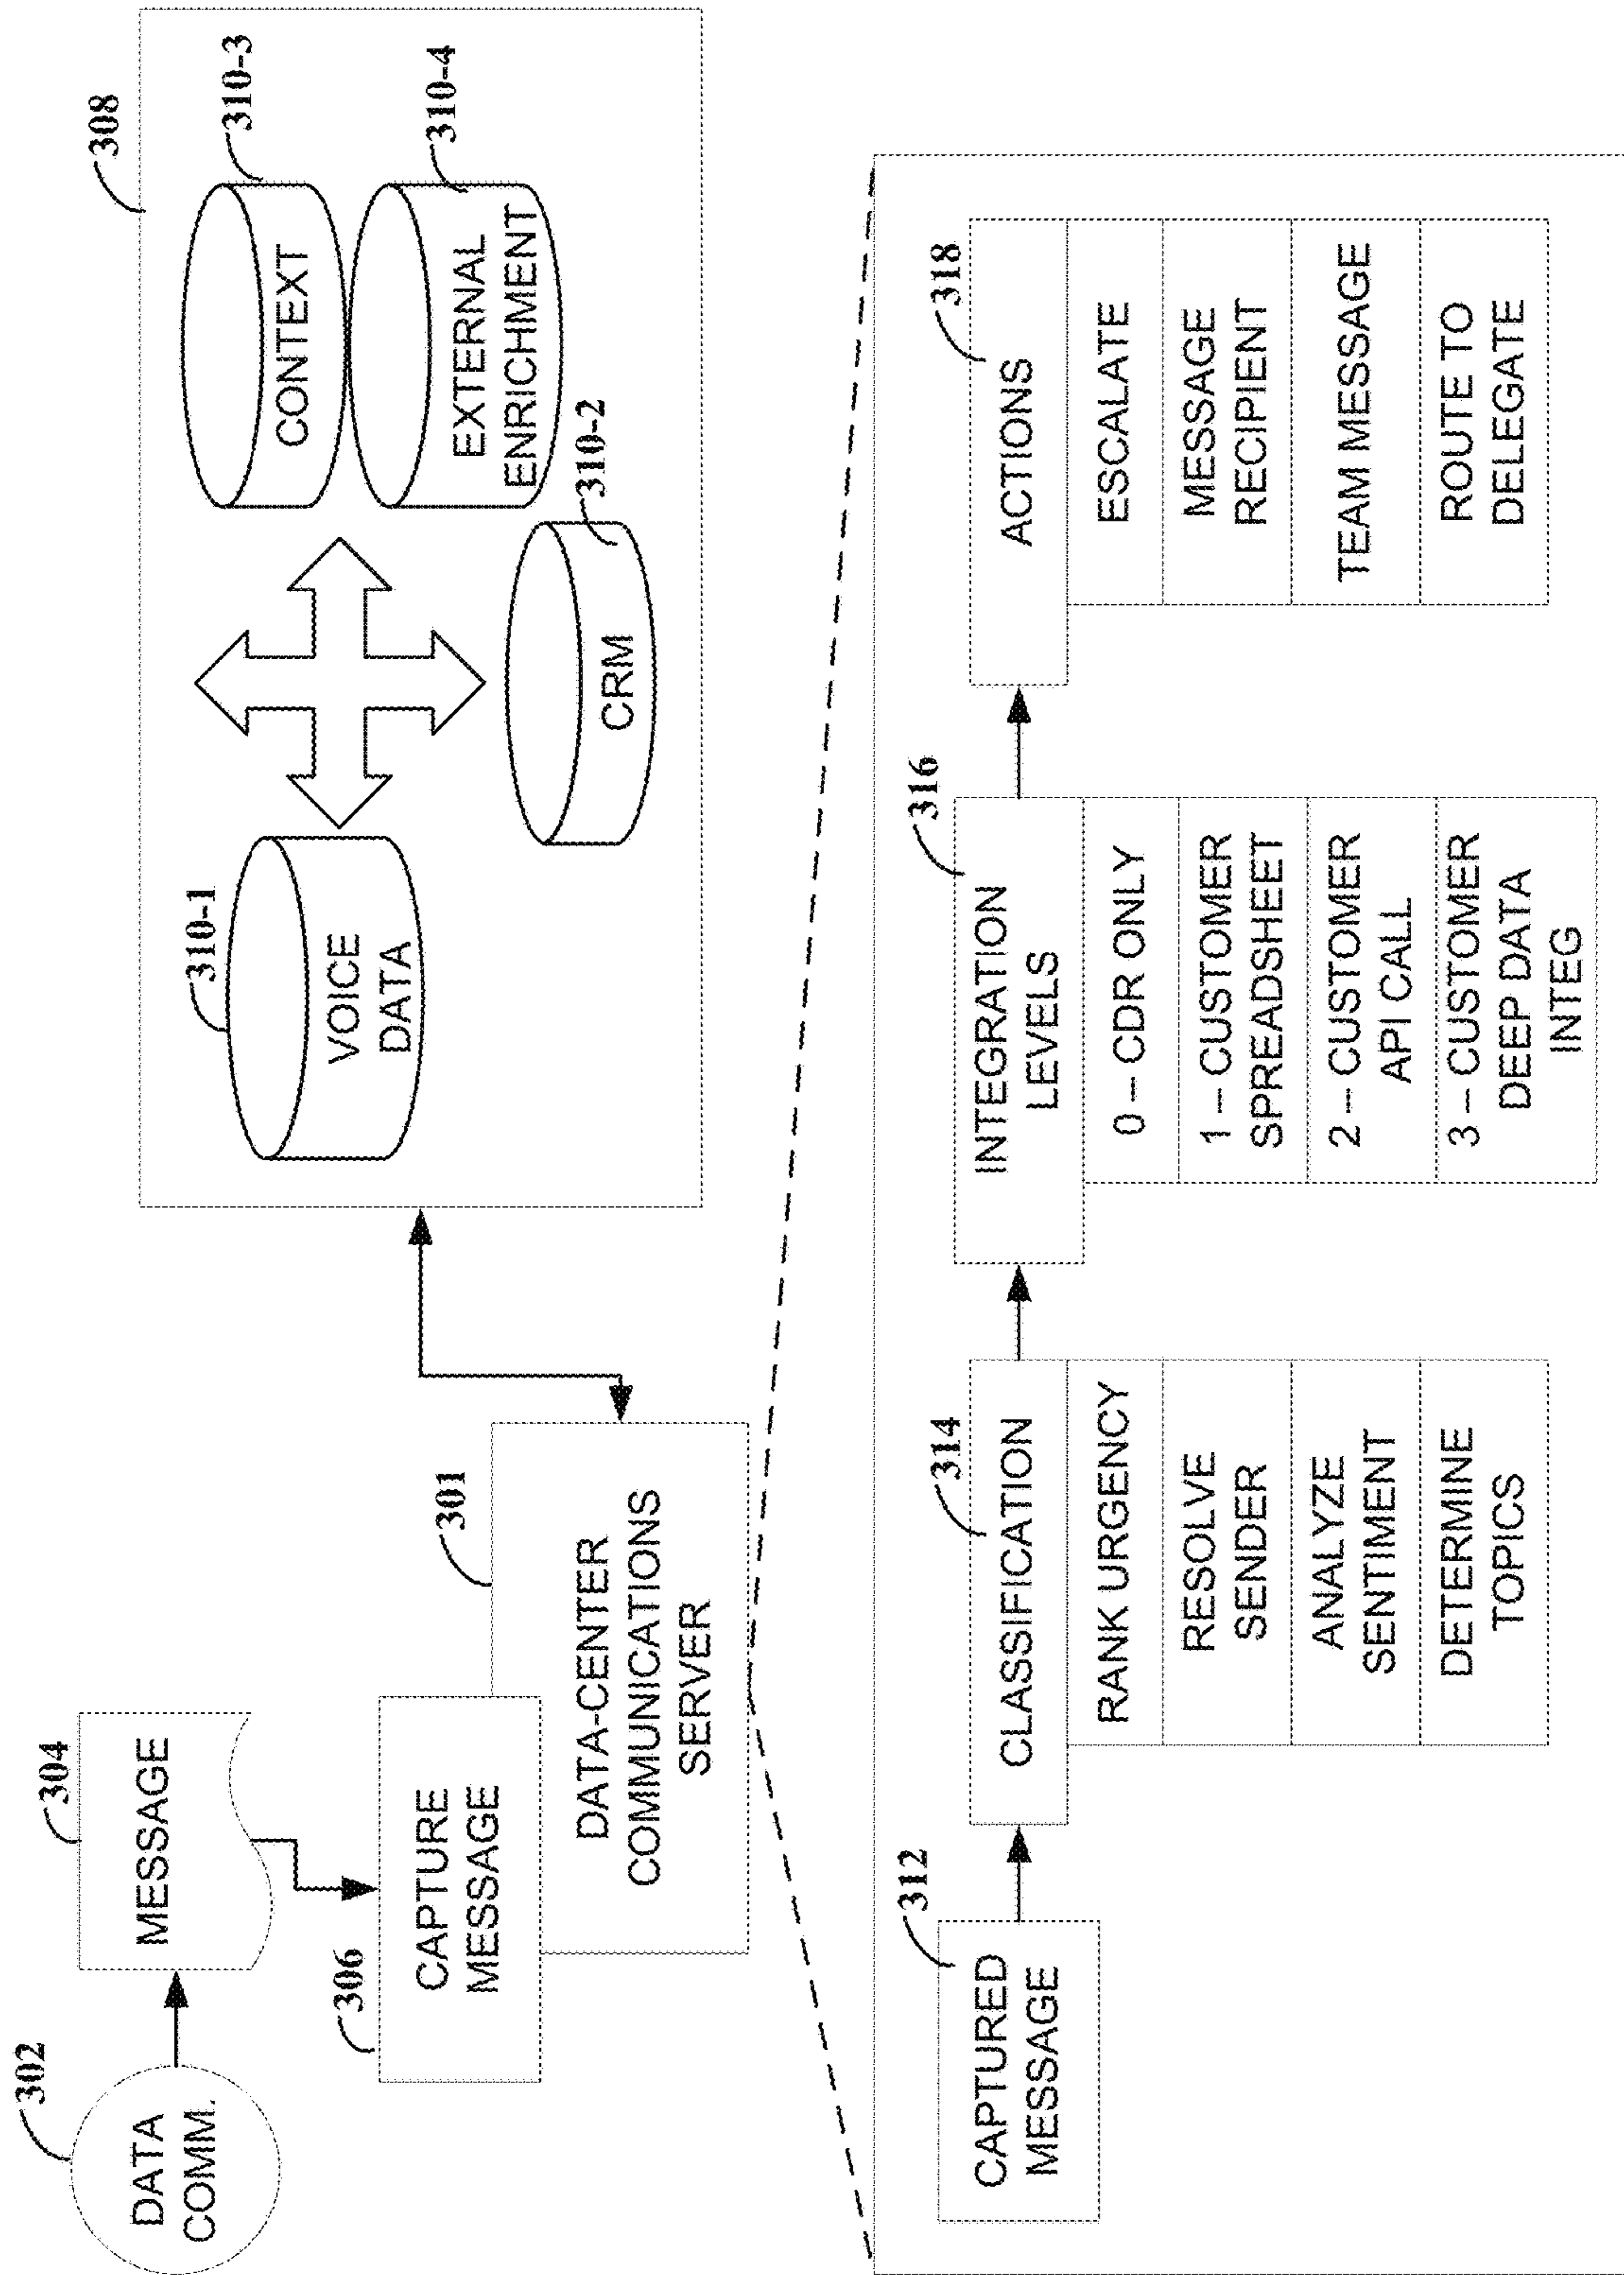 302
DATA
COMM.
304
MESSAGE
306
CAPTURE
MESSAGE
301
DATA-CENTER
COMMUNICATIONS
SERVER
308
310-1
VOICE
DATA
310-3
CONTEXT
310-4
EXTERNAL
ENRICHMENT
310-2
CRM
312
CAPTURED
MESSAGE
314
CLASSIFICATION
RANK URGENCY
RESOLVE
SENDER
ANALYZE
SENTIMENT
DETERMINE
TOPICS
316
INTEGRATION
LEVELS
0 – CDR ONLY
1 – CUSTOMER
SPREADSHEET
2 – CUSTOMER
API CALL
3 – CUSTOMER
DEEP DATA
INTEG
318
ACTIONS
ESCALATE
MESSAGE
RECIPIENT
TEAM MESSAGE
ROUTE TO
DELEGATE